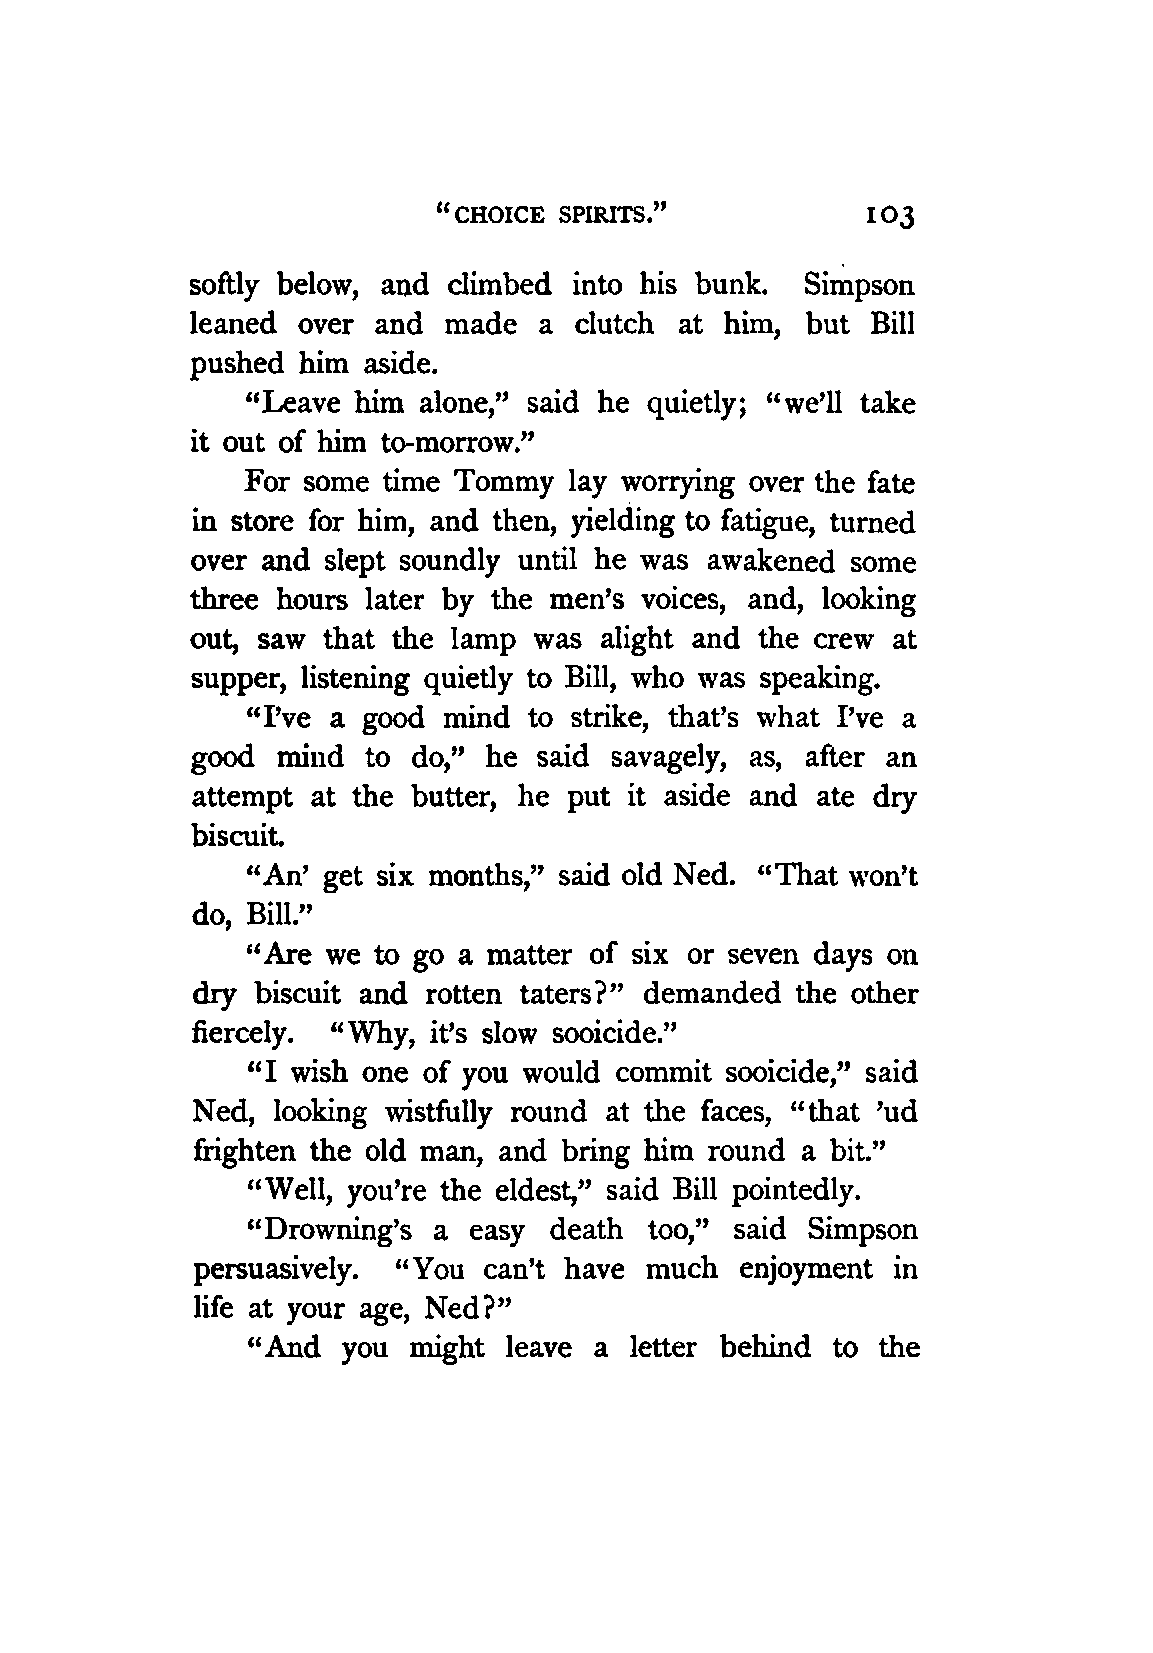 "CHOICE SPIRITS." 103
softly below, and climbed into his bunk. Simpson
leaned over and made a clutch at him, but Bill
pushed him aside.
"Leave him alone," said he quietly; "we'll take
it out of him to-morrow."
For some time Tommy lay worrying over the fate
in store for him, and then, yielding to fatigue, turned
over and slept soundly until he was awakened some
three hours later by the men's voices, and, looking
out, saw that the lamp was alight and the crew at
supper, listening quietly to Bill, who was speaking.
"I've a good mind to strike, that's what I've a
good mind to do," he said savagely, as, after an
attempt at the butter, he put it aside and ate dry
biscuit.
"An' get six months," said old Ned. "That won't
do, Bill."
"Are we to go a matter of six or seven days on
dry biscuit and rotten taters?" demanded the other
fiercely. "Why, it's slow sooicide."
"I wish one of you would commit sooicide," said
Ned, looking wistfully round at the faces, "that 'ud
frighten the old man, and bring him round a bit."
"Well, you're the eldest," said Bill pointedly.
"Drowning's a easy death too," said Simpson
persuasively. "You can't have much enjoyment in
life at your age, Ned?"
"And you might leave a letter behind to the